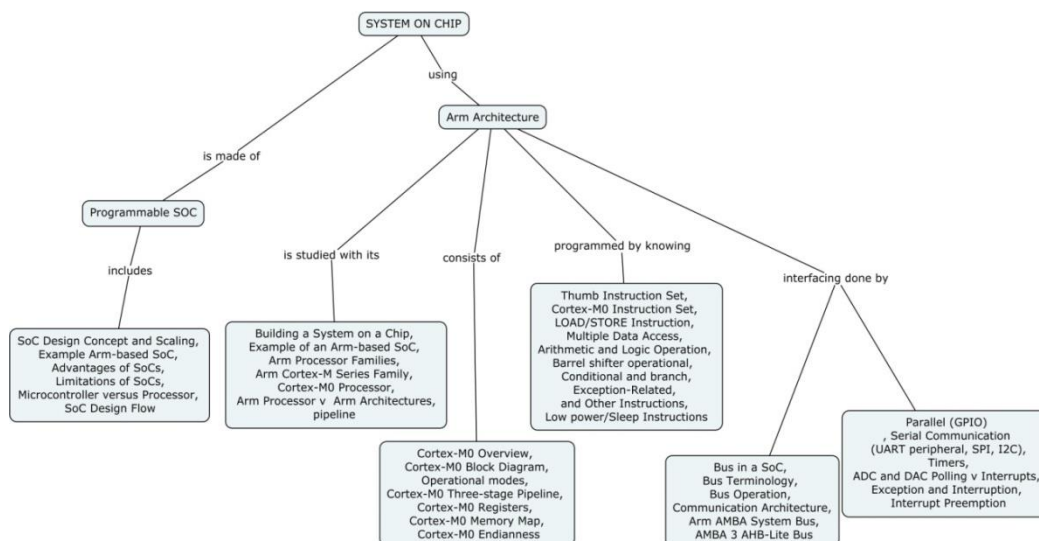 SYSTEM ON CHIP
using
Arm Architecture
is made of
Programmable SOC
is studied with its
consists of
programmed by knowing
interfacing done by
includes
SoC Design Concept and Scaling,
Example Arm-based SoC,
Advantages of SoCs,
Limitations of SoCs,
Microcontroller versus Processor,
SoC Design Flow
Building a System on a Chip,
Example of an Arm-based SoC,
Arm Processor Families,
Arm Cortex-M Series Family,
Cortex-M0 Processor,
Arm Processor v Arm Architectures,
pipeline
Thumb Instruction Set,
Cortex-M0 Instruction Set,
LOAD/STORE Instruction,
Multiple Data Access,
Arithmetic and Logic Operation,
Barrel shifter operational,
Conditional and branch,
Exception-Related,
and Other Instructions,
Low power/Sleep Instructions
Cortex-M0 Overview,
Cortex-M0 Block Diagram,
Operational modes,
Cortex-M0 Three-stage Pipeline,
Cortex-M0 Registers,
Cortex-M0 Memory Map,
Cortex-M0 Endianness
Bus in a SoC,
Bus Terminology,
Bus Operation,
Communication Architecture,
Arm AMBA System Bus,
AMBA 3 AHB-Lite Bus
Parallel (GPIO)
, Serial Communication
(UART peripheral, SPI, I2C),
Timers,
ADC and DAC Polling v Interrupts,
Exception and Interruption,
Interrupt Preemption